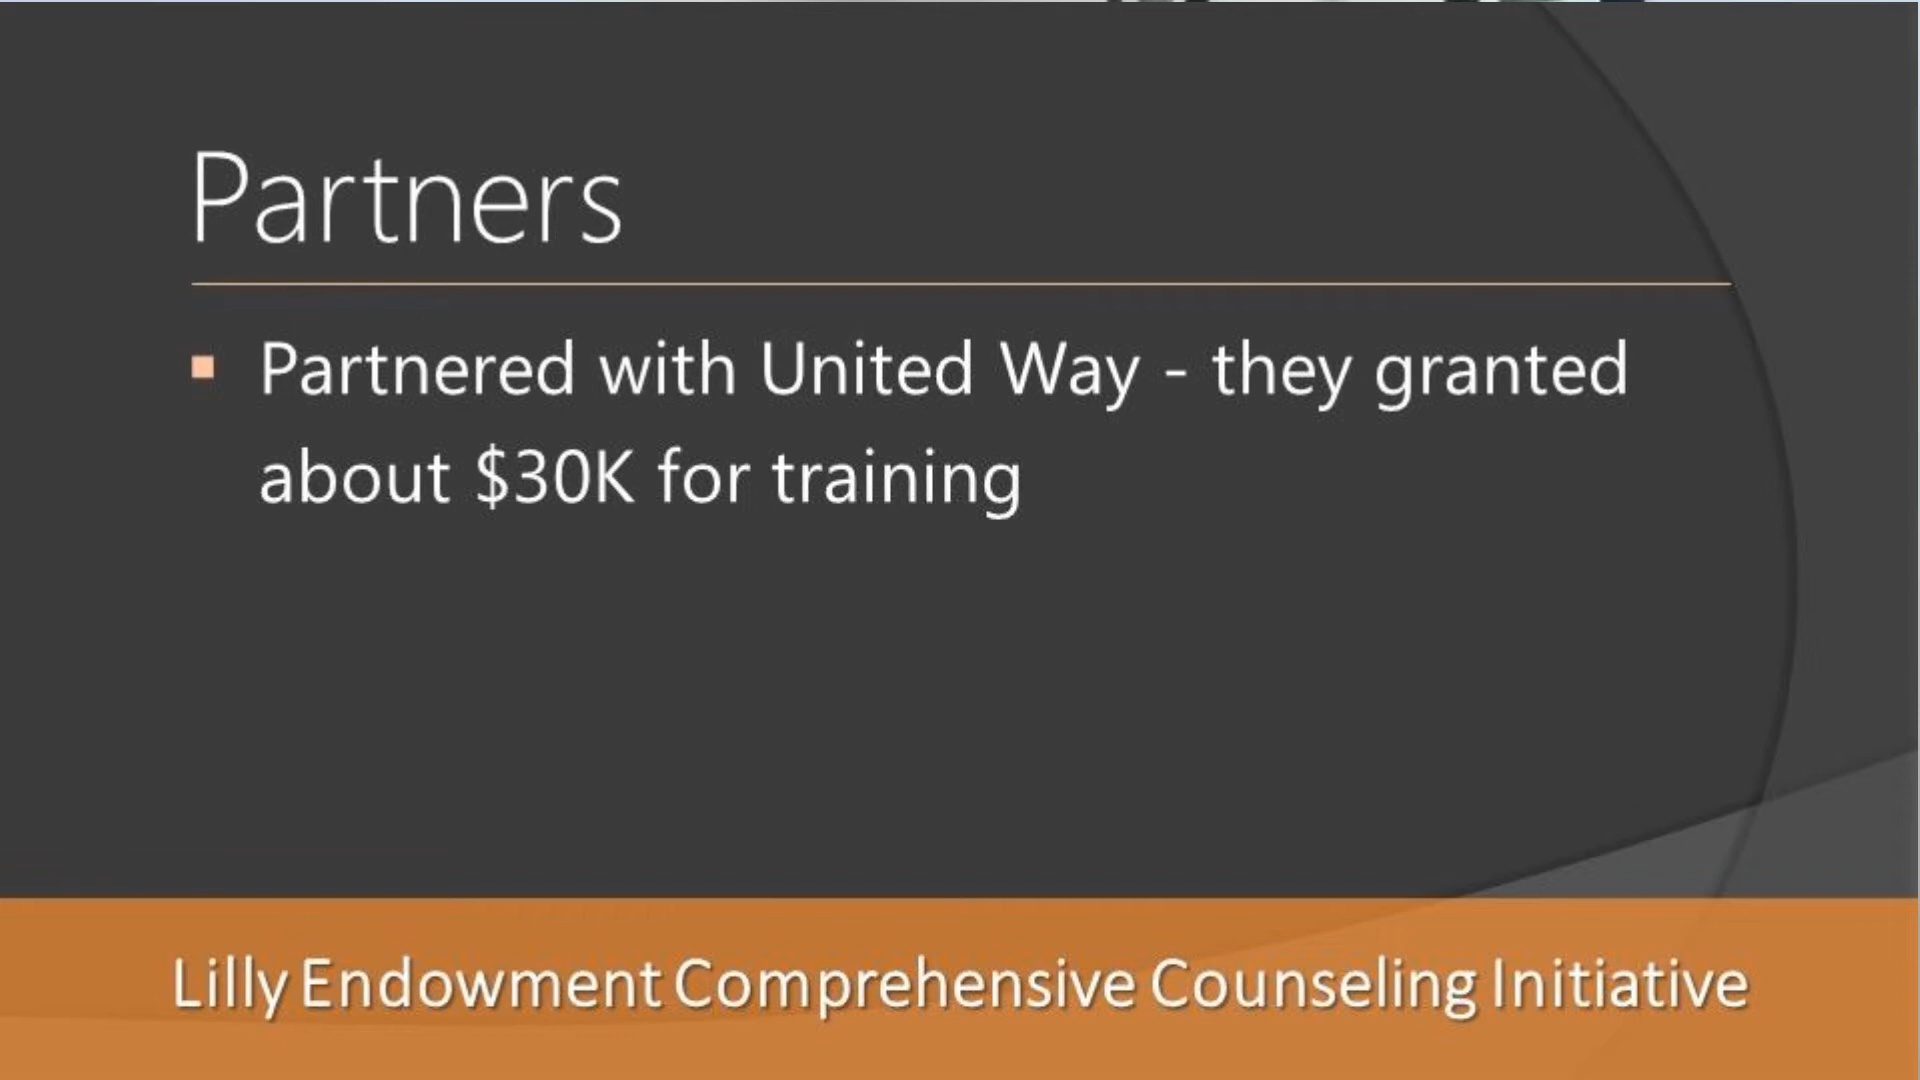 Partners
Partnered with United Way - they granted
about $30K for training
Lilly Endowment Comprehensive Counseling Initiative